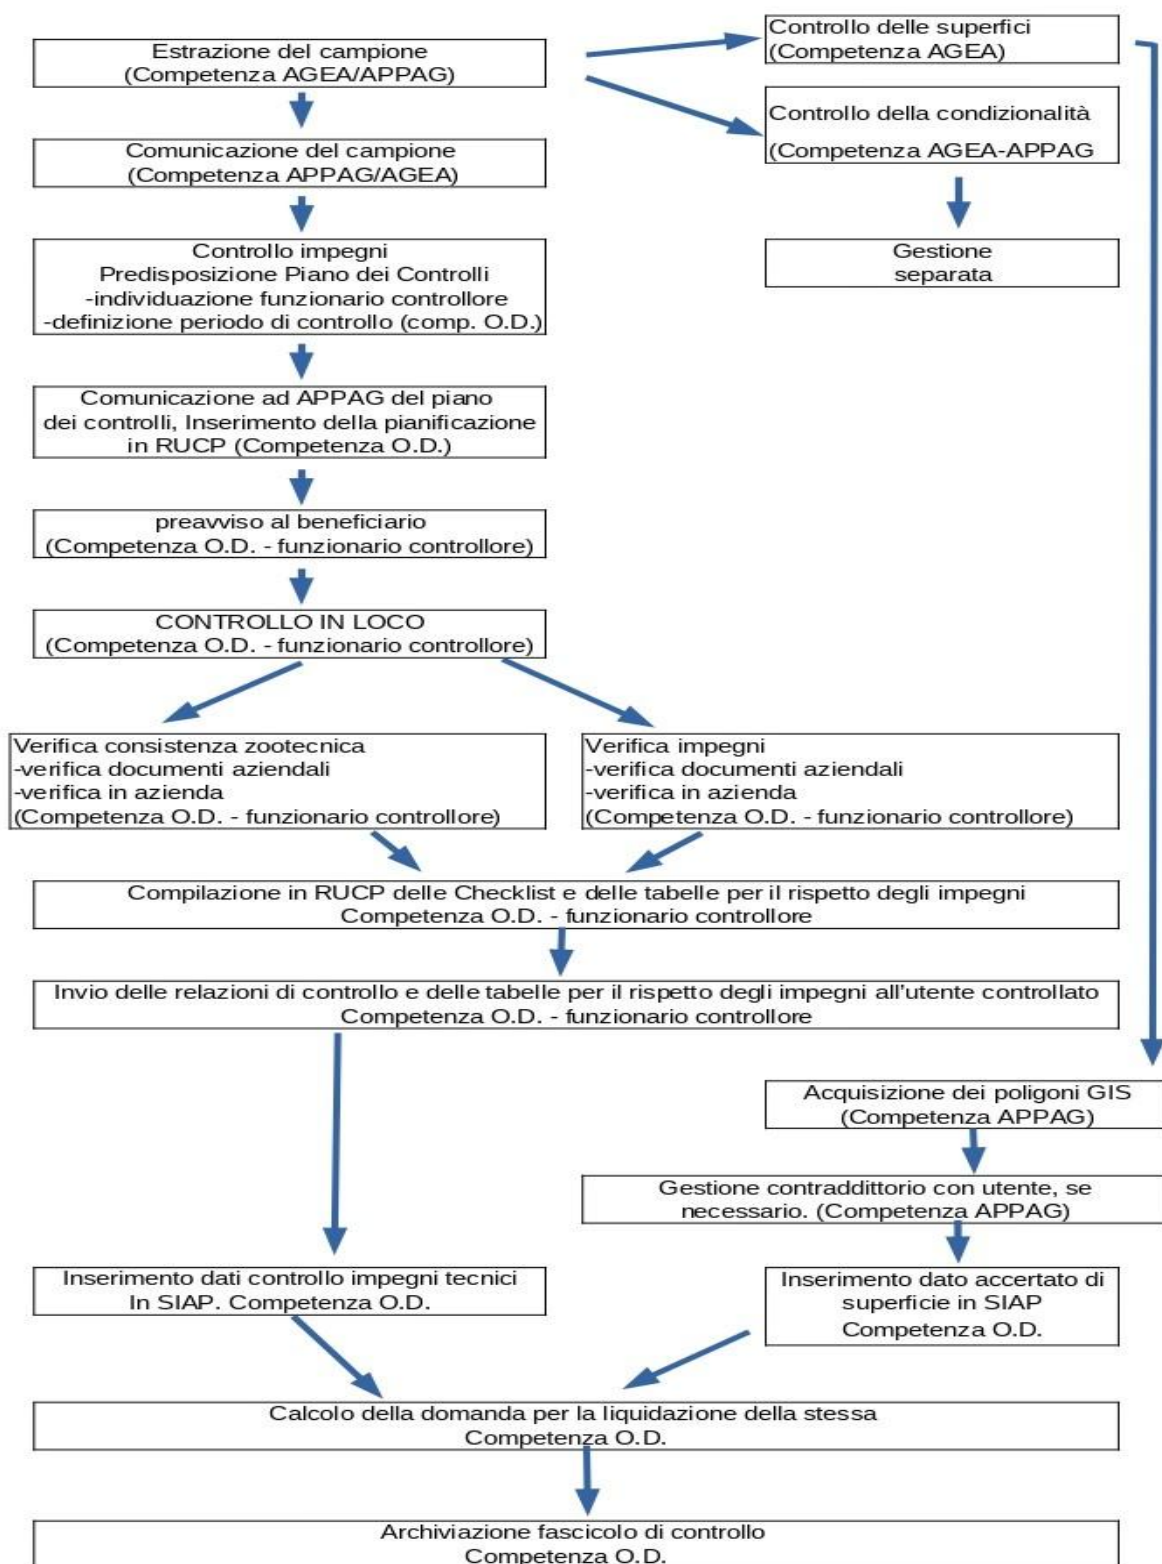 Estrazione del campione
(Competenza AGEA/APPAG)
Controllo delle superfici
(Competenza AGEA)
Controllo della condizionalità
(Competenza AGEA-APPAG
Comunicazione del campione
(Competenza APPAG/AGEA)
Gestione
separata
Controllo impegni
Predisposizione Piano dei Controlli
-individuazione funzionario controllore
-definizione periodo di controllo (comp. O.D.)
Comunicazione ad APPAG del piano
dei controlli, Inserimento della pianificazione
in RUCP (Competenza O.D.)
preavviso al beneficiario
(Competenza O.D. - funzionario controllore)
CONTROLLO IN LOCO
(Competenza O.D. - funzionario controllore)
Verifica consistenza zootecnica
-verifica documenti aziendali
-verifica in azienda
(Competenza O.D. - funzionario controllore)
Verifica impegni
-verifica documenti aziendali
-verifica in azienda
(Competenza O.D. - funzionario controllore)
Compilazione in RUCP delle Checklist e delle tabelle per il rispetto degli impegni
Competenza O.D. - funzionario controllore
Invio delle relazioni di controllo e delle tabelle per il rispetto degli impegni all'utente controllato
Competenza O.D. - funzionario controllore
Acquisizione dei poligoni GIS
(Competenza APPAG)
Gestione contraddittorio con utente, se
necessario. (Competenza APPAG)
Inserimento dati controllo impegni tecnici
In SIAP. Competenza O.D.
Inserimento dato accertato di
superficie in SIAP
Competenza O.D.
Calcolo della domanda per la liquidazione della stessa
Competenza O.D.
Archiviazione fascicolo di controllo
Competenza O.D.